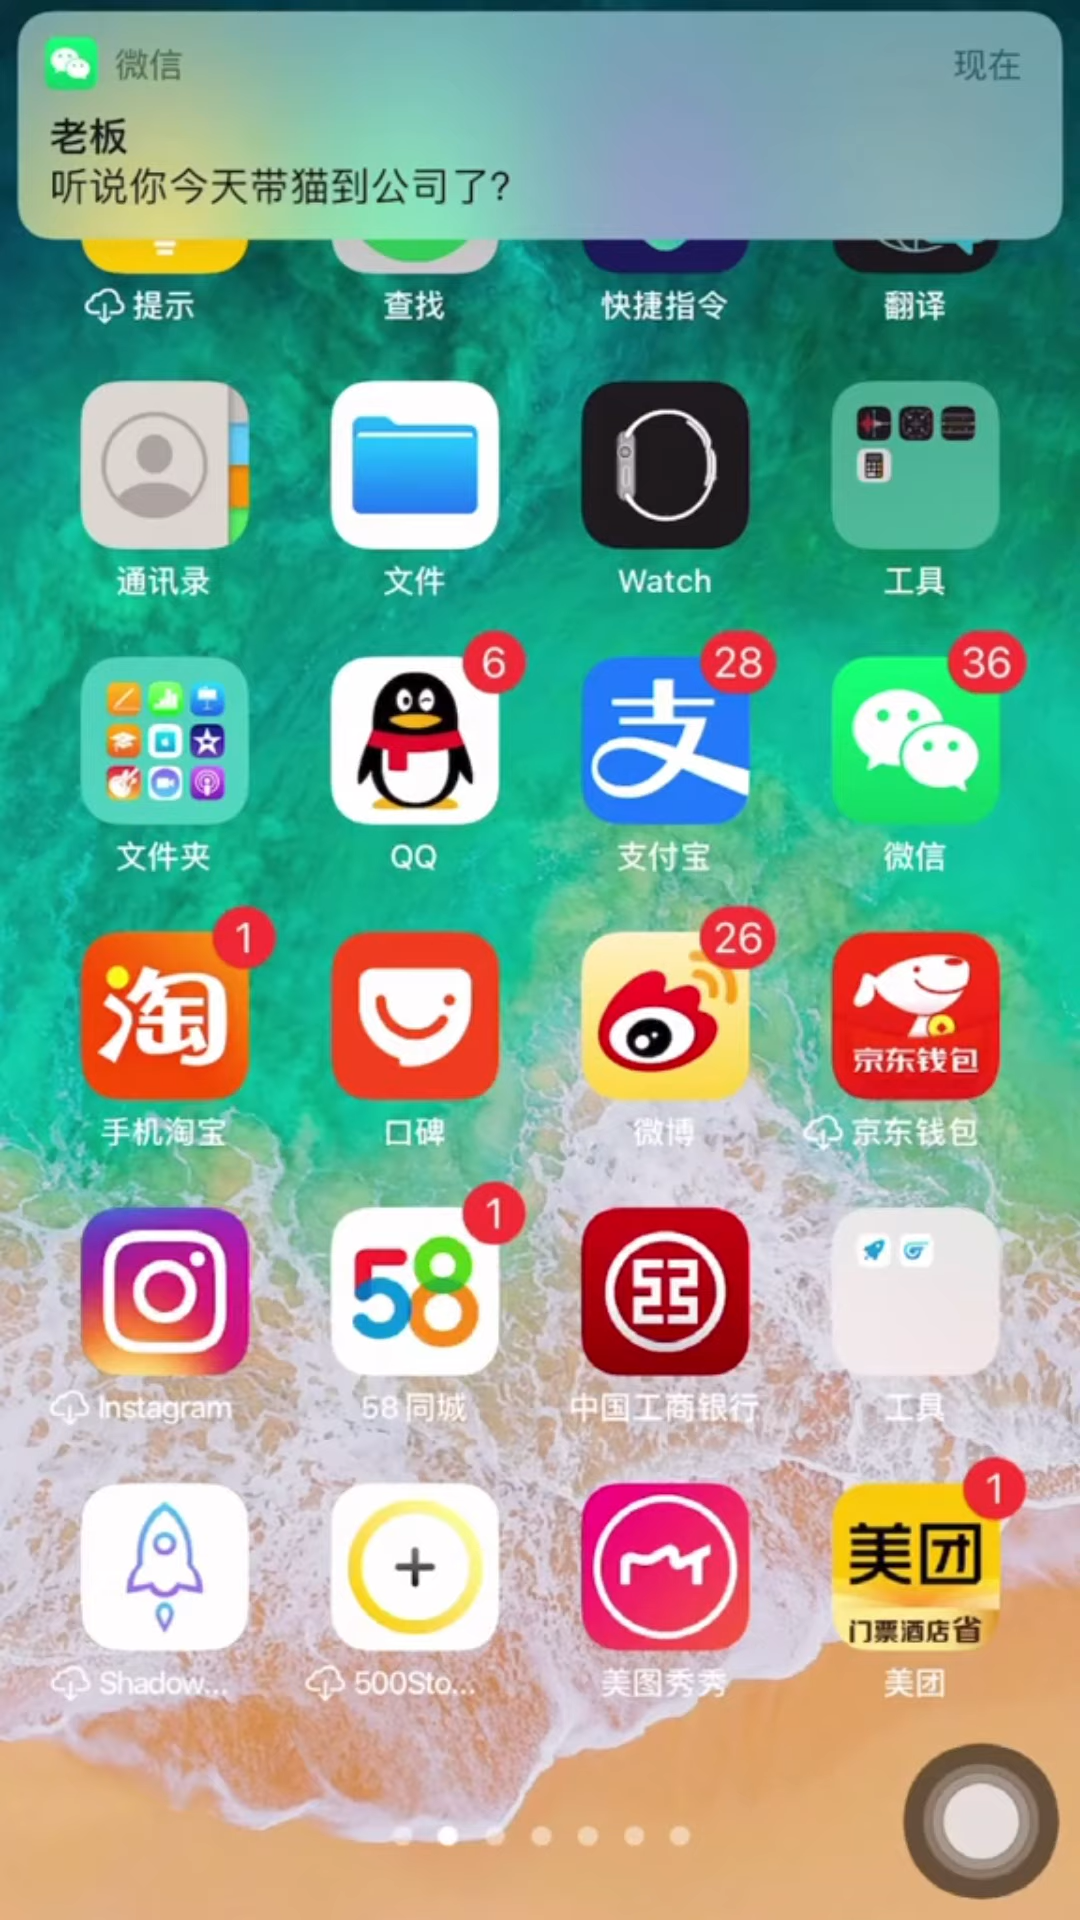 微信
现在
老板
听说你今天带猫到公司了?
提示
查找
快捷指令
翻译
通讯录
文件
Watch
工具
6
28
36
支
文件夹
QQ
支付宝
微信
1
26
淘
京东钱包
手机淘宝
口碑
微博
京东钱包
1
58
Instagram
58同城
中国工商银行
工具
1
美团
门票酒店省
Shadow...
500Sto...
美图秀秀
美团